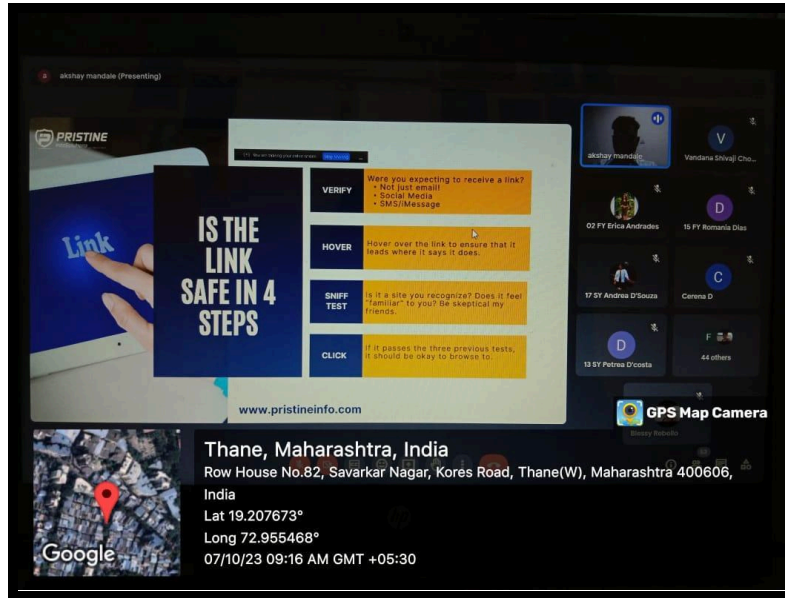 a akshay mandale (Presenting)
PRISTINE
Link
IS THE
LINK
SAFE IN 4
STEPS
VERIFY
Were you expecting to receive a link?
• Not just email!
• Social Media
• SMS/iMessage
HOVER
Hover over the link to ensure that it
leads where it says it does.
SNIFF
TEST
Is it a site you recognize? Does it feel
"familiar" to you? Be skeptical my
friends.
CLICK
If it passes the three previous tests,
it should be okay to browse to.
www.pristineinfo.com
akshay mandale
V
Vandana Shivaji Cho...
02 FY Erica Andrades
D
15 FY Romania Dias
17 SY Andrea D'Souza
C
Cerena D
D
13 SY Petrea D'costa
F
44 others
Blessy Rebello
GPS Map Camera
Thane, Maharashtra, India
Row House No.82, Savarkar Nagar, Kores Road, Thane(W), Maharashtra 400606,
India
Lat 19.207673°
Long 72.955468°
07/10/23 09:16 AM GMT +05:30
Google